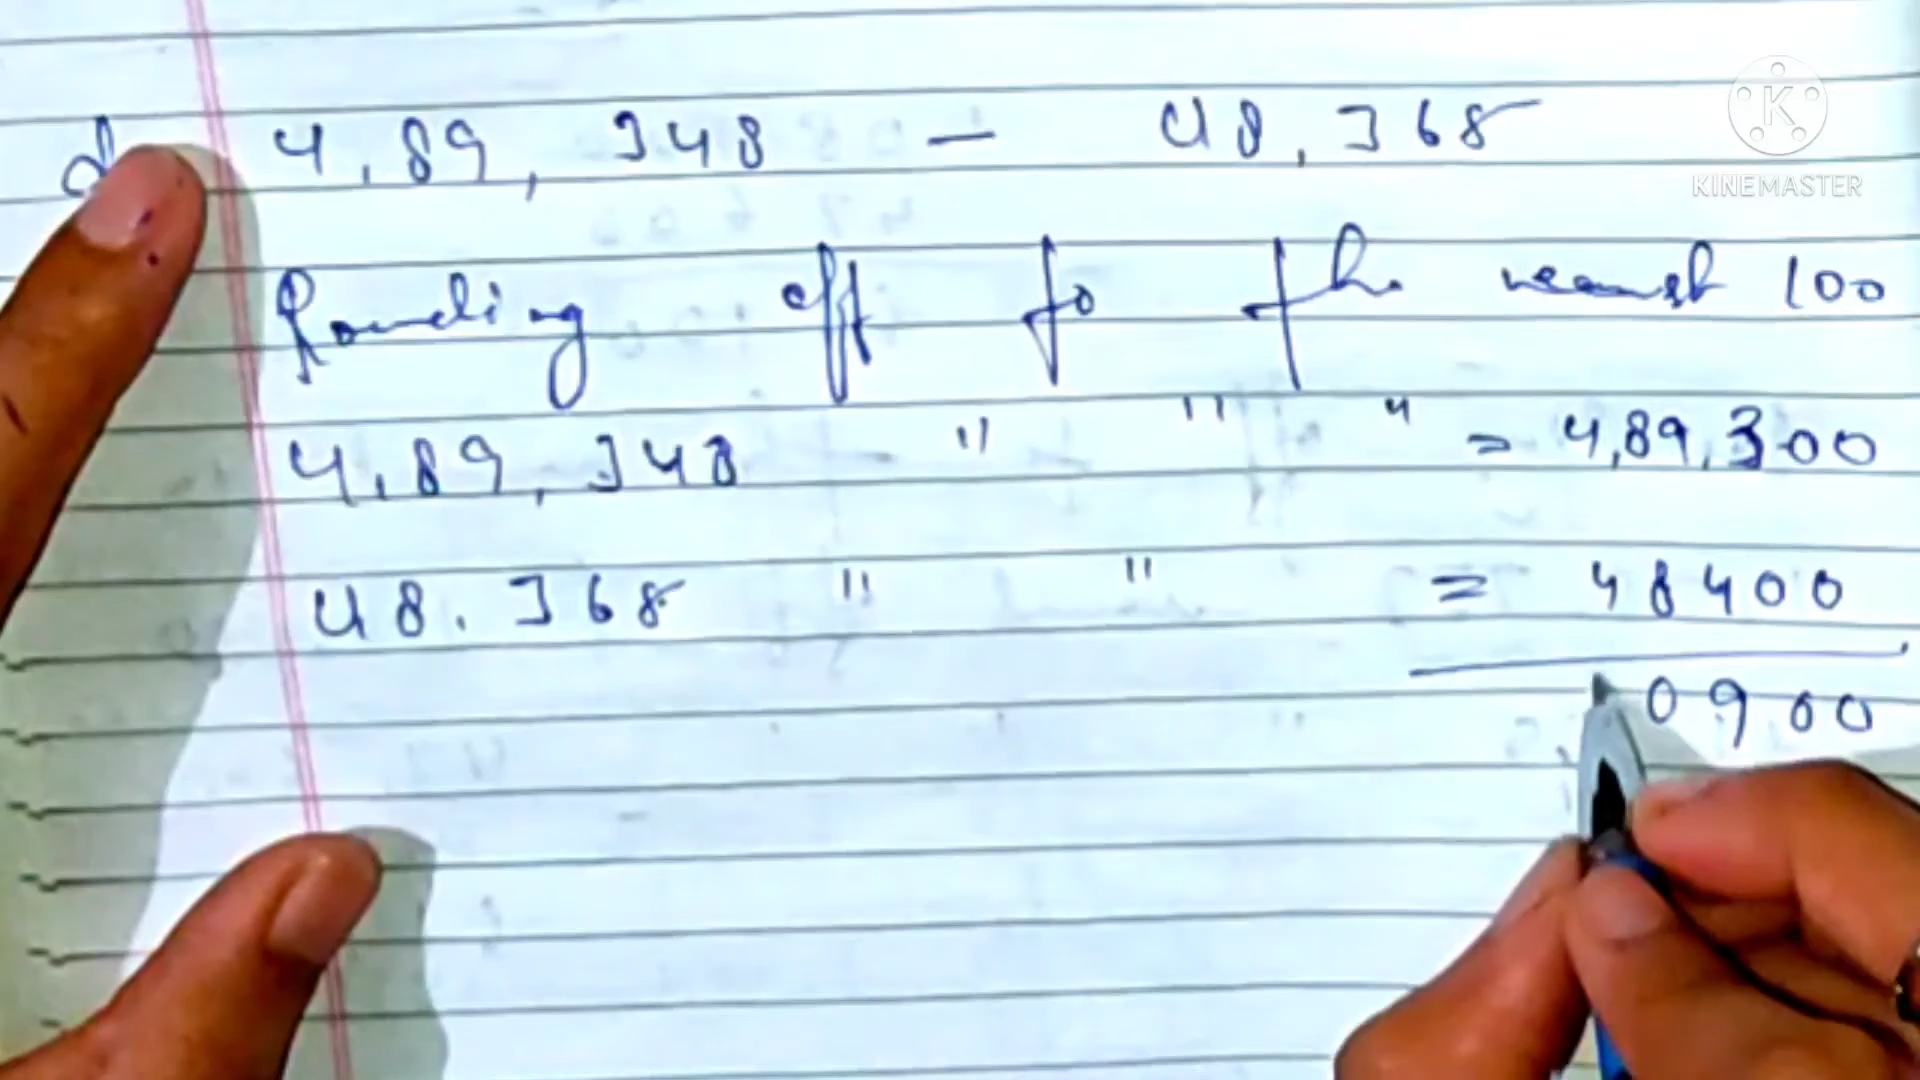 d 4,89,348 - 48,368
Rounding off to the nearest 100
4,89,348 " " " = 4,89,300
48.368 " " = 48400
0900
K
KINEMASTER